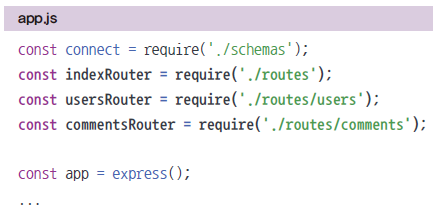 app.js
const connect = require('./schemas');
const indexRouter = require('./routes');
const usersRouter = require('./routes/users');
const commentsRouter = require('./routes/comments');
const app = express();
...